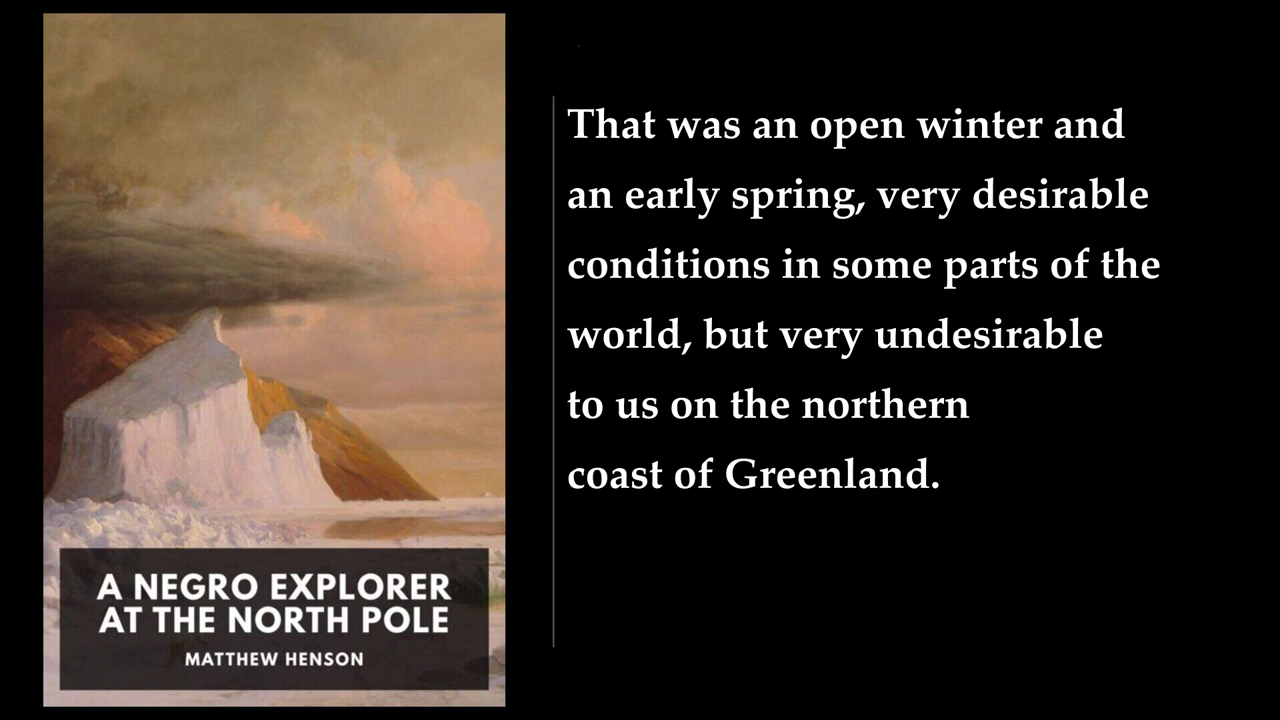 A NEGRO EXPLORER
AT THE NORTH POLE
MATTHEW HENSON
That was an open winter and
an early spring, very desirable
conditions in some parts of the
world, but very undesirable
to us on the northern
coast of Greenland.